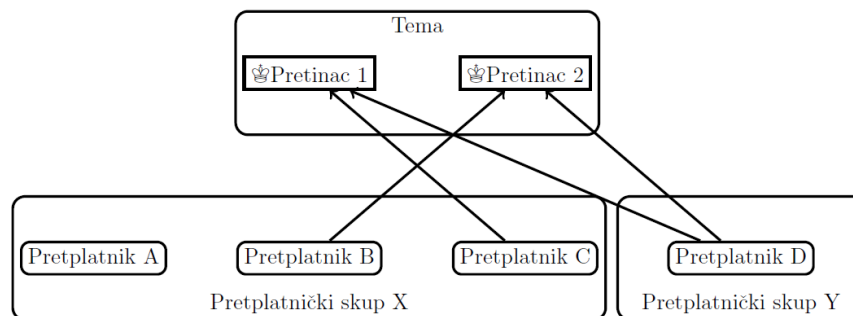 Tema
♔Pretinac 1
♔Pretinac 2
Pretplatnik A
Pretplatnik B
Pretplatnik C
Pretplatnik D
Pretplatnički skup X
Pretplatnički skup Y